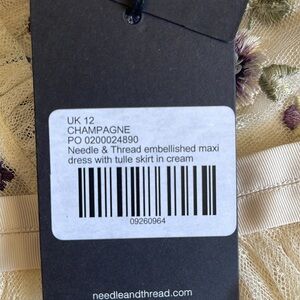 UK 12
CHAMPAGNE
PO 0200024890
Needle & Thread embellished maxi
dress with tulle skirt in cream
09260964
needleandthread.com